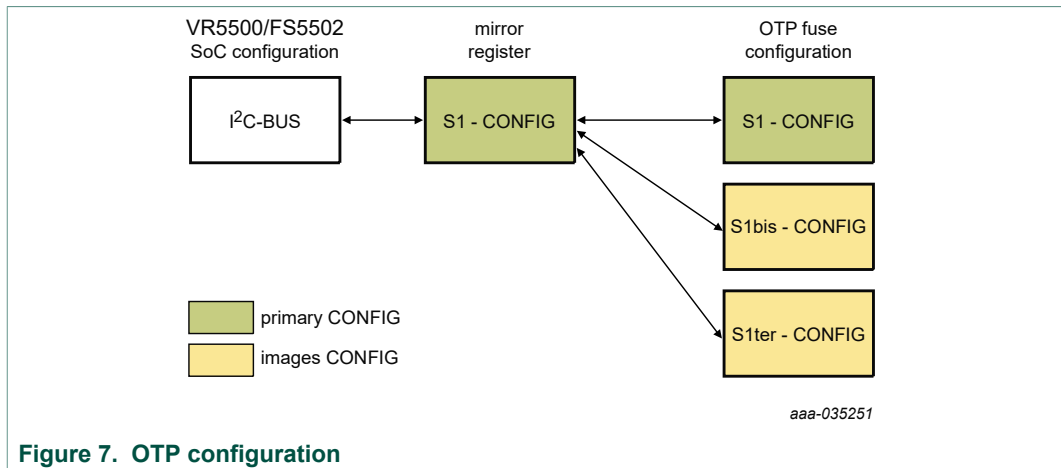 VR5500/FS5502
SoC configuration
mirror
register
OTP fuse
configuration
I²C-BUS
S1 - CONFIG
S1 - CONFIG
S1bis - CONFIG
S1ter - CONFIG
primary CONFIG
images CONFIG
aaa-035251
Figure 7. OTP configuration